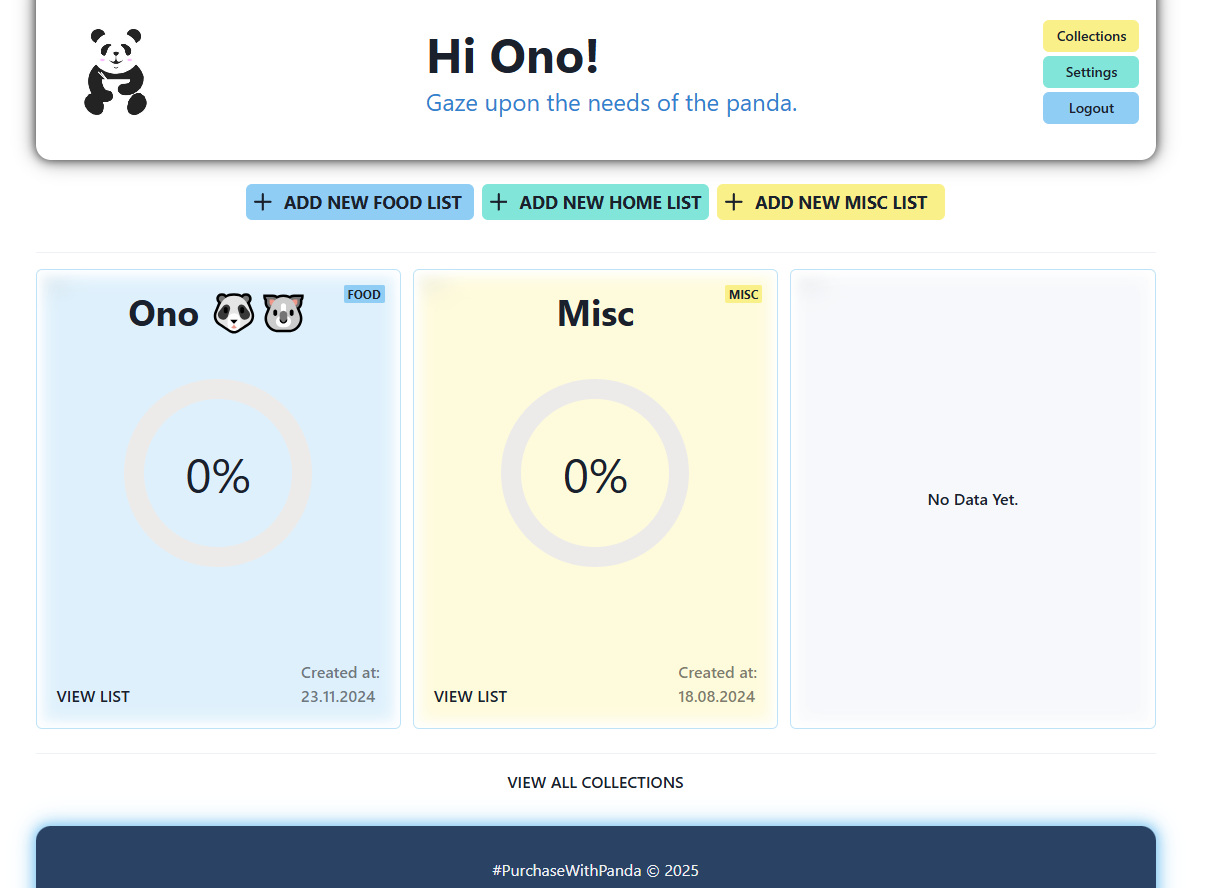 Hi Ono!
Gaze upon the needs of the panda.
Collections
Settings
Logout
ADD NEW FOOD LIST
ADD NEW HOME LIST
ADD NEW MISC LIST
FOOD
Ono 🐼🐨
0%
VIEW LIST
Created at:
23.11.2024
MISC
Misc
0%
VIEW LIST
Created at:
18.08.2024
No Data Yet.
VIEW ALL COLLECTIONS
#PurchaseWithPanda © 2025